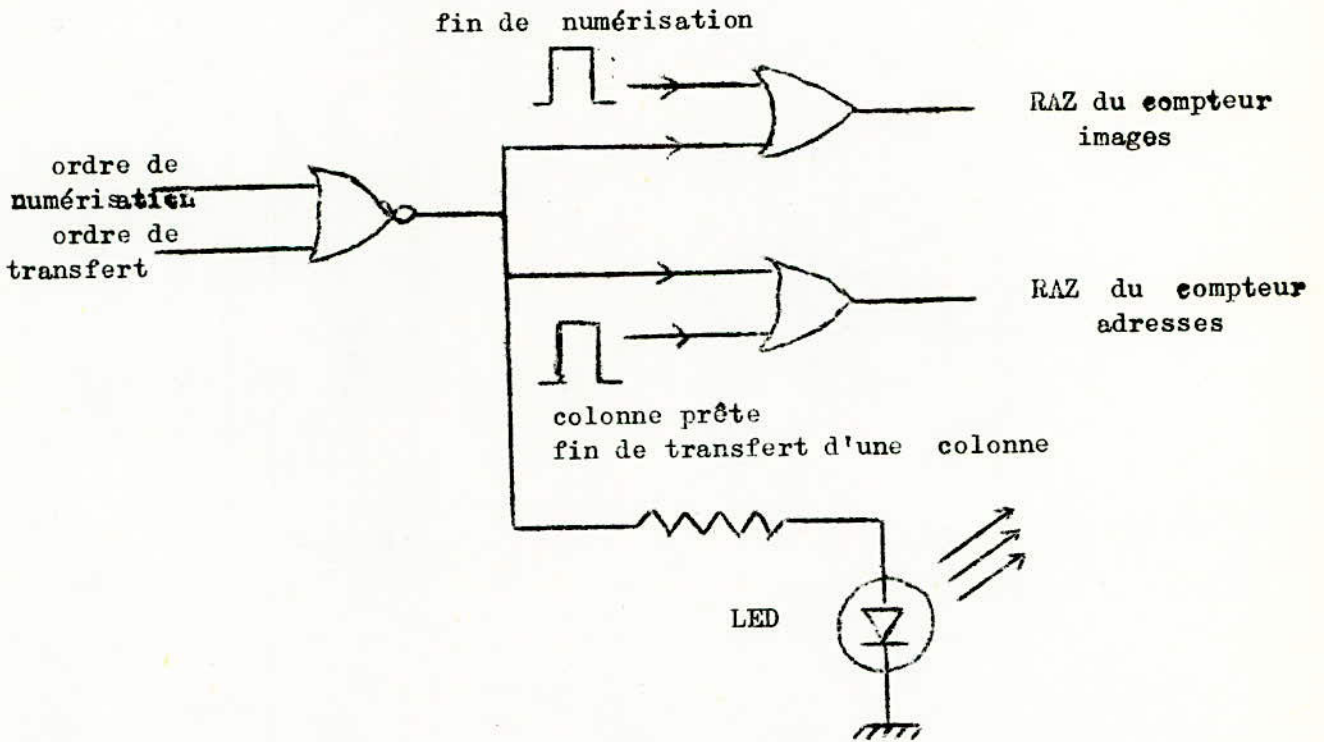 fin de numérisation
RAZ du compteur
images
ordre de
numérisation
ordre de
transfert
RAZ du compteur
adresses
colonne prête
fin de transfert d'une colonne
LED